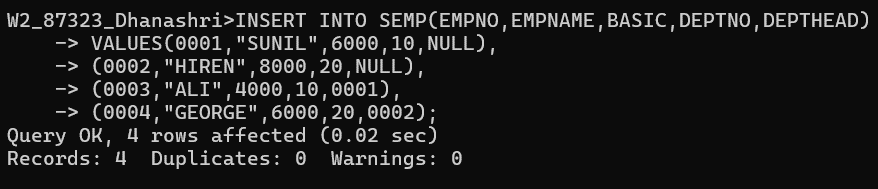 W2_87323_Dhanashri>INSERT INTO SEMP(EMPNO,EMPNAME,BASIC,DEPTNO,DEPTHEAD)
    -> VALUES(0001,"SUNIL",6000,10,NULL),
    -> (0002,"HIREN",8000,20,NULL),
    -> (0003,"ALI",4000,10,0001),
    -> (0004,"GEORGE",6000,20,0002);
Query OK, 4 rows affected (0.02 sec)
Records: 4  Duplicates: 0  Warnings: 0